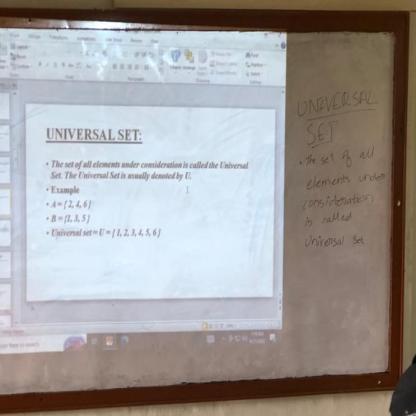 UNIVERSAL SET:
• The set of all elements under consideration is called the Universal
Set. The Universal Set is usually denoted by U.
• Example
• A = { 2, 4, 6 }
• B = {1, 3, 5 }
• Universal set = U = { 1, 2, 3, 4, 5, 6 }
UNIVERSAL
SET
• The set of all
elements under
consideration
is called
Universal Set